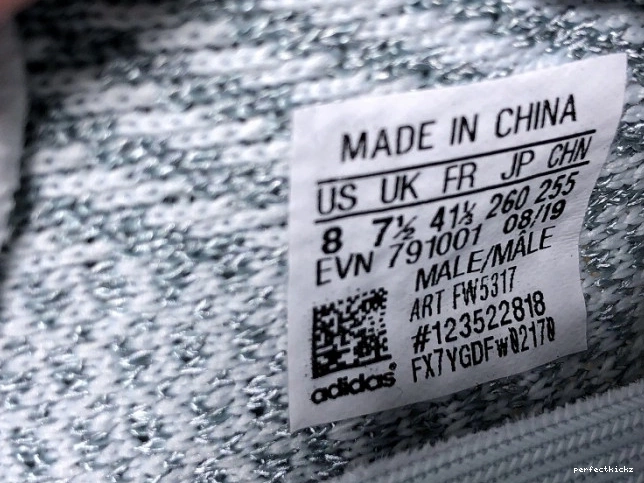 MADE IN CHINA
US UK FR JP CHN
8 7½ 41⅓ 260 255
EVN 791001 08/19
MALE/MÂLE
ART FW5317
#123522818
FX7YGDFw02170
adidas®
perfectkickz